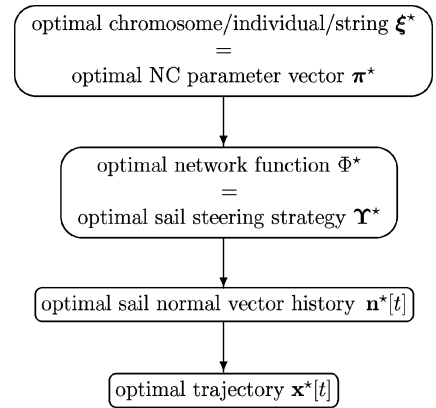 optimal chromosome/individual/string ξ*
=
optimal NC parameter vector π*
optimal network function Φ*
=
optimal sail steering strategy Υ*
optimal sail normal vector history n*[t]
optimal trajectory x*[t]